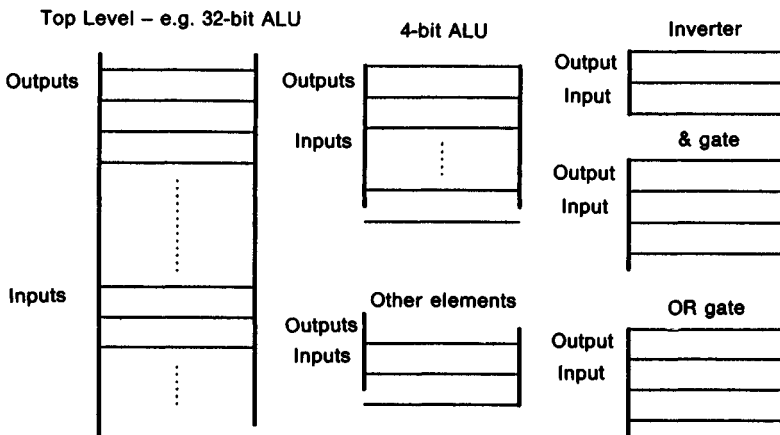 Top Level – e.g. 32-bit ALU
Outputs
Inputs
4-bit ALU
Outputs
Inputs
Other elements
Outputs
Inputs
Inverter
Output
Input
& gate
Output
Input
OR gate
Output
Input